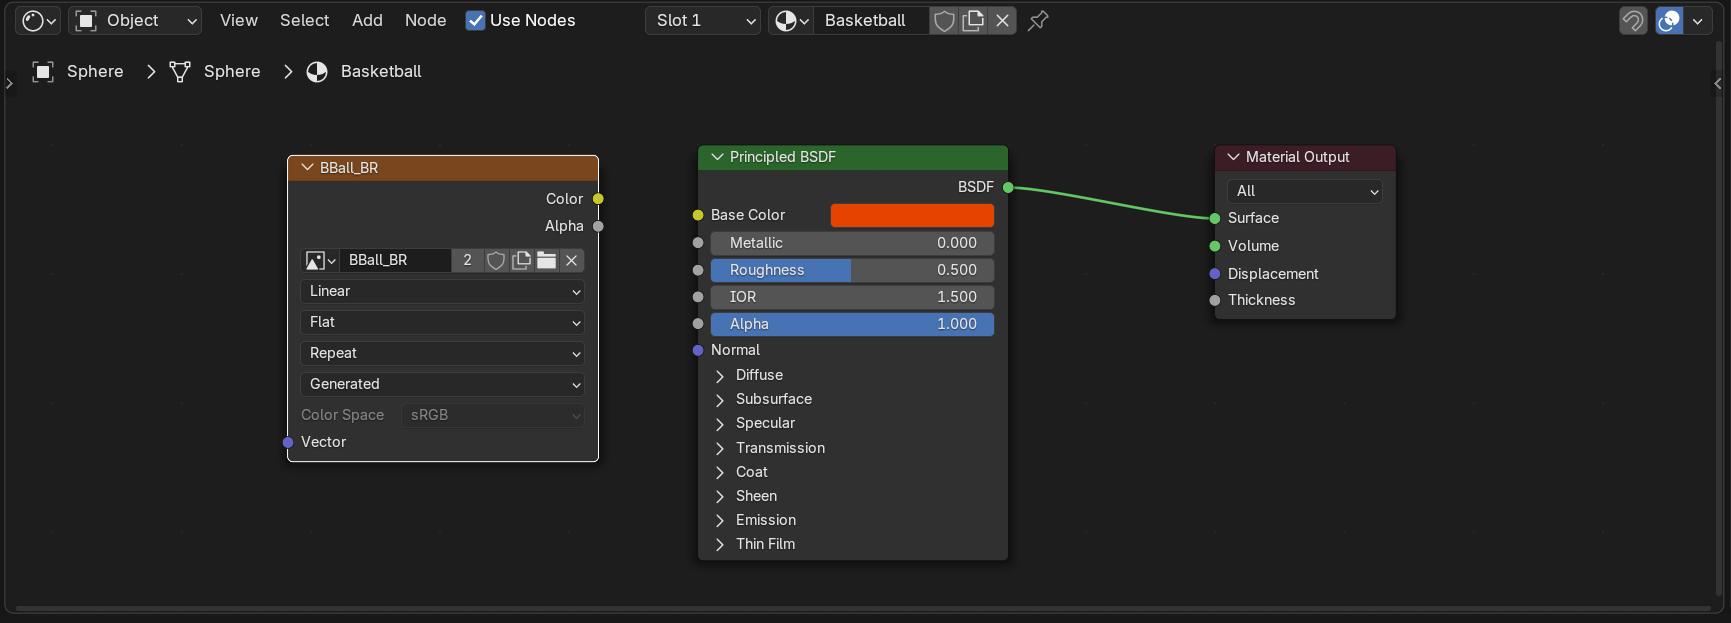 Object View Select Add Node Use Nodes Slot 1 Basketball
Sphere Sphere Basketball
BBall_BR
Color
Alpha
BBall_BR 2
Linear
Flat
Repeat
Generated
Color Space sRGB
Vector
Principled BSDF
BSDF
Base Color
Metallic 0.000
Roughness 0.500
IOR 1.500
Alpha 1.000
Normal
Diffuse
Subsurface
Specular
Transmission
Coat
Sheen
Emission
Thin Film
Material Output
All
Surface
Volume
Displacement
Thickness